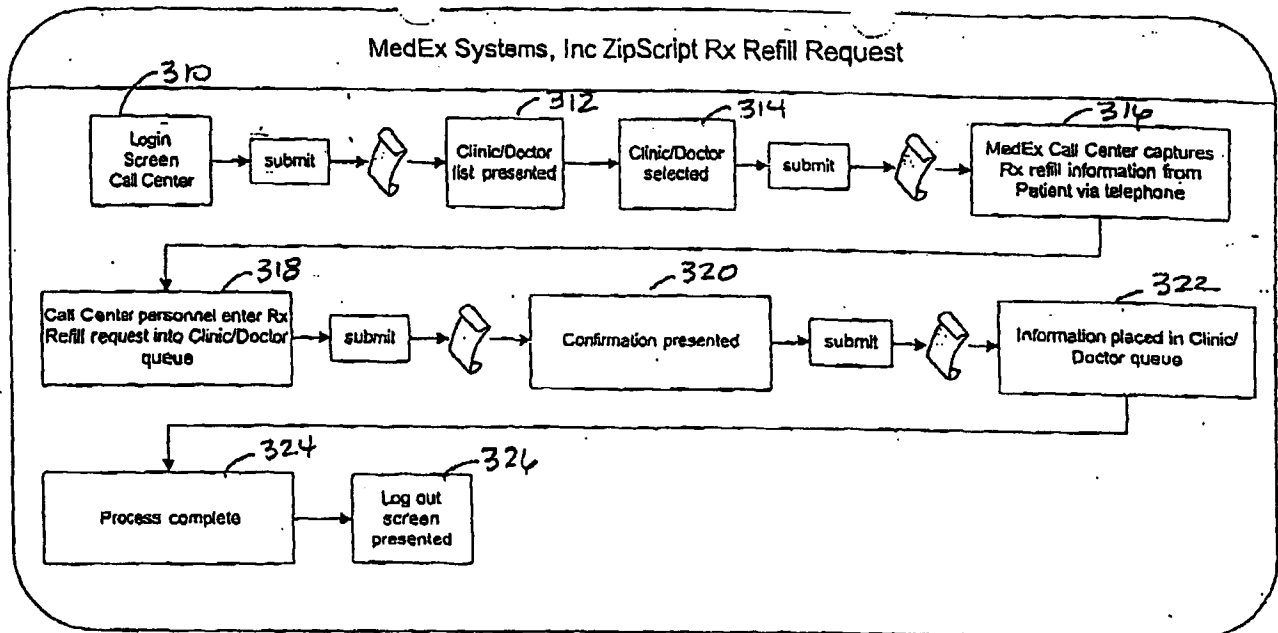 MedEx Systems, Inc ZipScript Rx Refill Request
310
312
314
316
Login
Screen
Call Center
submit
Clinic/Doctor
list presented
Clinic/Doctor
selected
submit
MedEx Call Center captures
Rx refill information from
Patient via telephone
318
320
322
Call Center personnel enter Rx
Refill request into Clinic/Doctor
queue
submit
Confirmation presented
submit
Information placed in Clinic/
Doctor queue
324
326
Process complete
Log out
screen
presented